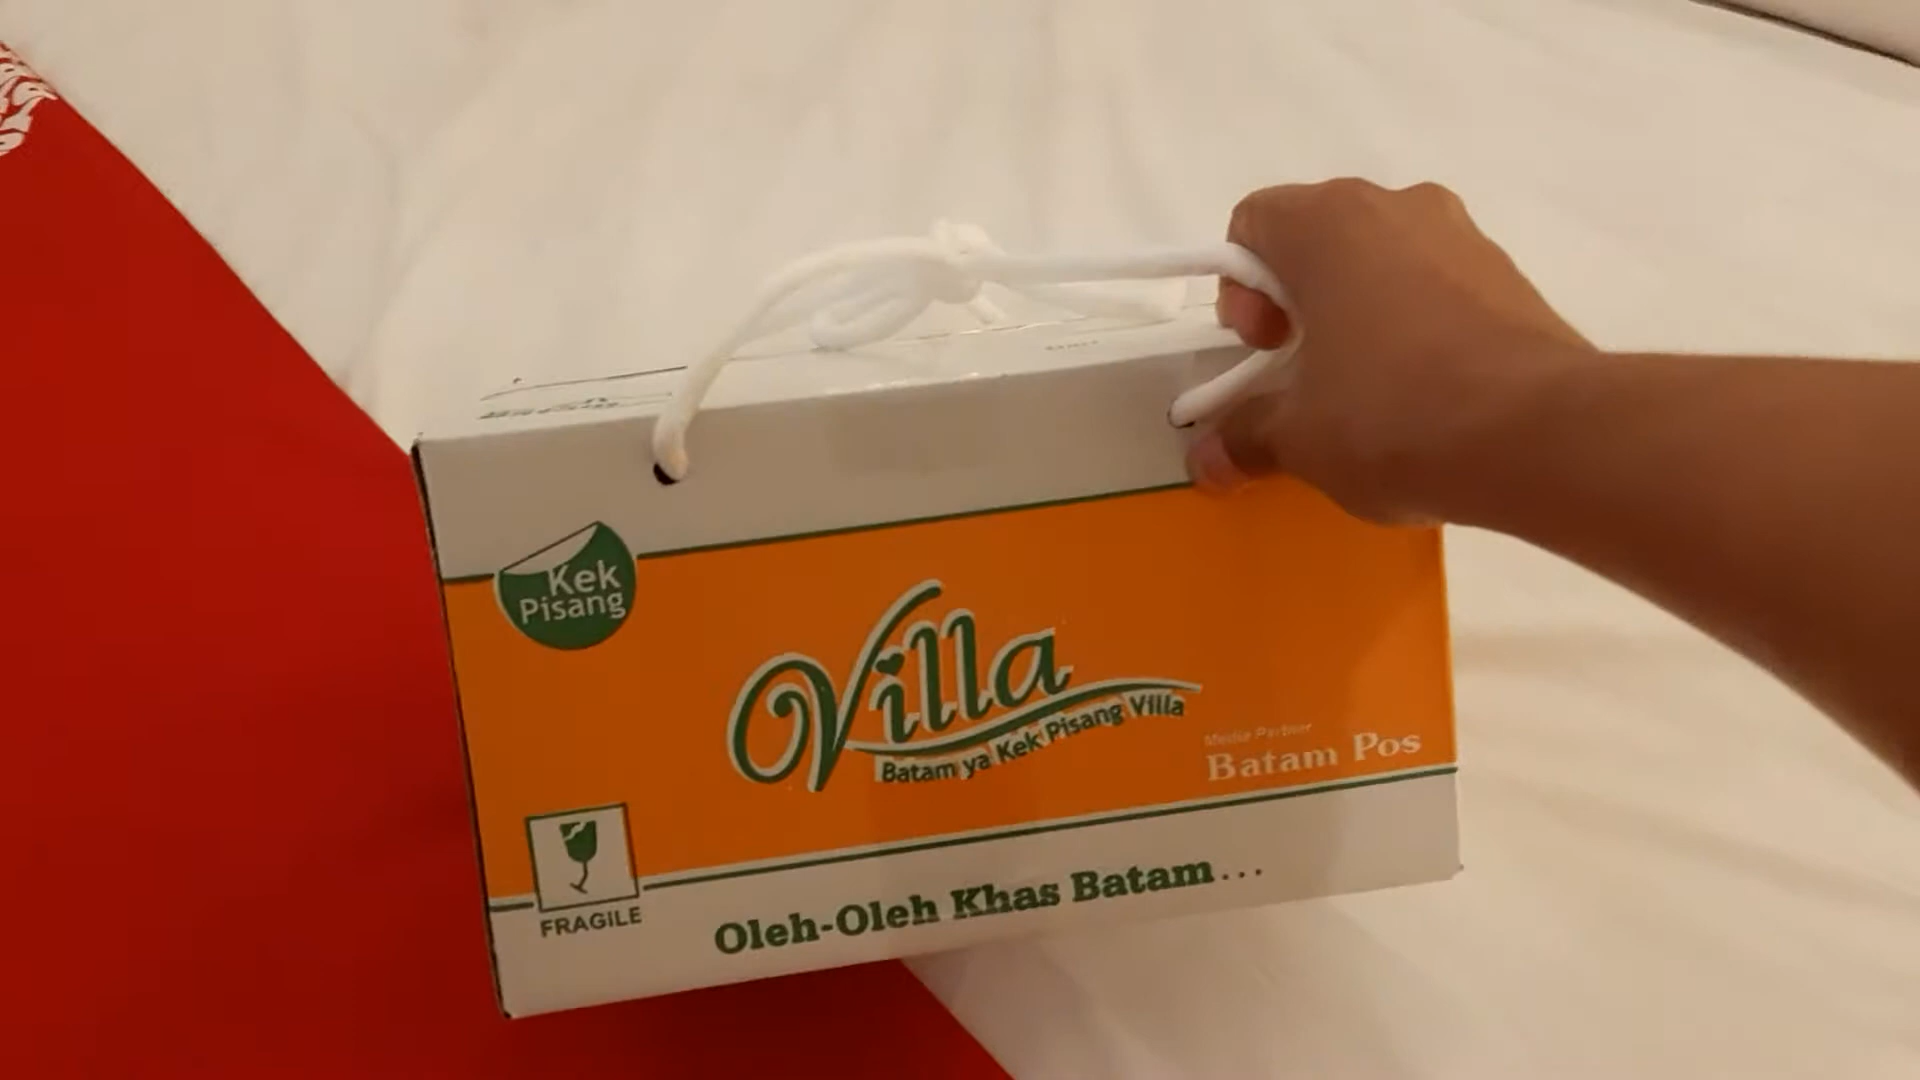 Kek
Pisang
Villa
Batam ya Kek Pisang Villa
Media Partner
Batam Pos
FRAGILE
Oleh-Oleh Khas Batam...